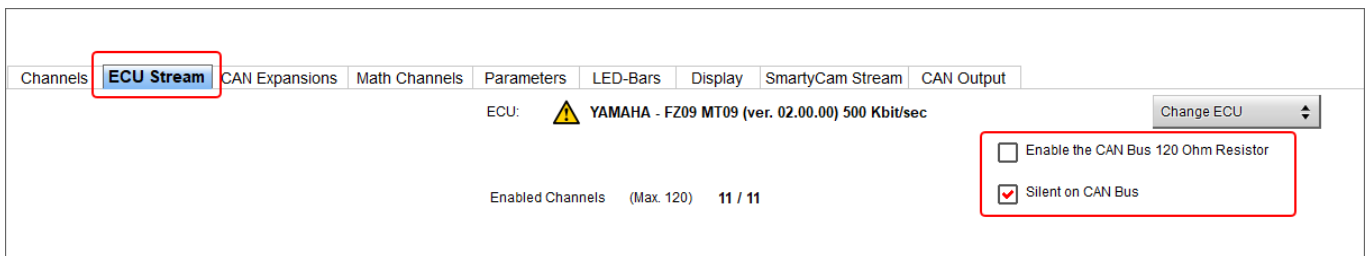 Channels ECU Stream CAN Expansions Math Channels Parameters LED-Bars Display SmartyCam Stream CAN Output
ECU: YAMAHA - FZ09 MT09 (ver. 02.00.00) 500 Kbit/sec Change ECU
Enable the CAN Bus 120 Ohm Resistor
Enabled Channels (Max. 120) 11 / 11 Silent on CAN Bus